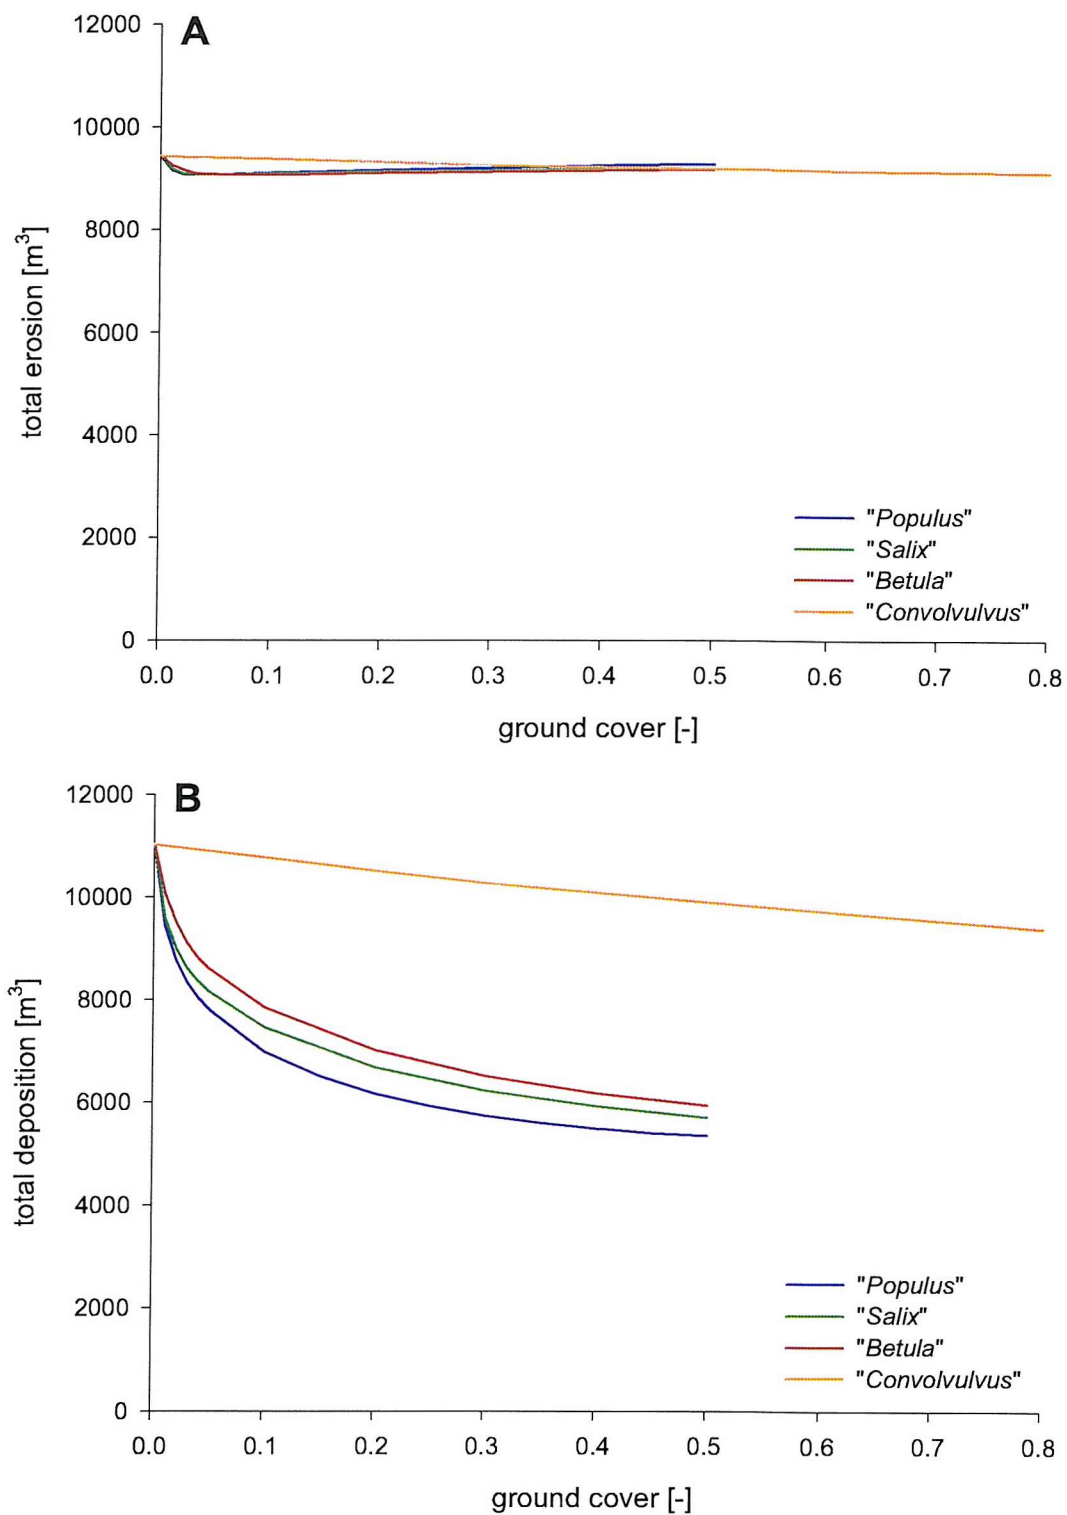 A
12000
10000
8000
6000
4000
2000
0
total erosion [m³]
"Populus"
"Salix"
"Betula"
"Convolvulvus"
0.0 0.1 0.2 0.3 0.4 0.5 0.6 0.7 0.8
ground cover [-]
B
12000
10000
8000
6000
4000
2000
0
total deposition [m³]
"Populus"
"Salix"
"Betula"
"Convolvulvus"
0.0 0.1 0.2 0.3 0.4 0.5 0.6 0.7 0.8
ground cover [-]